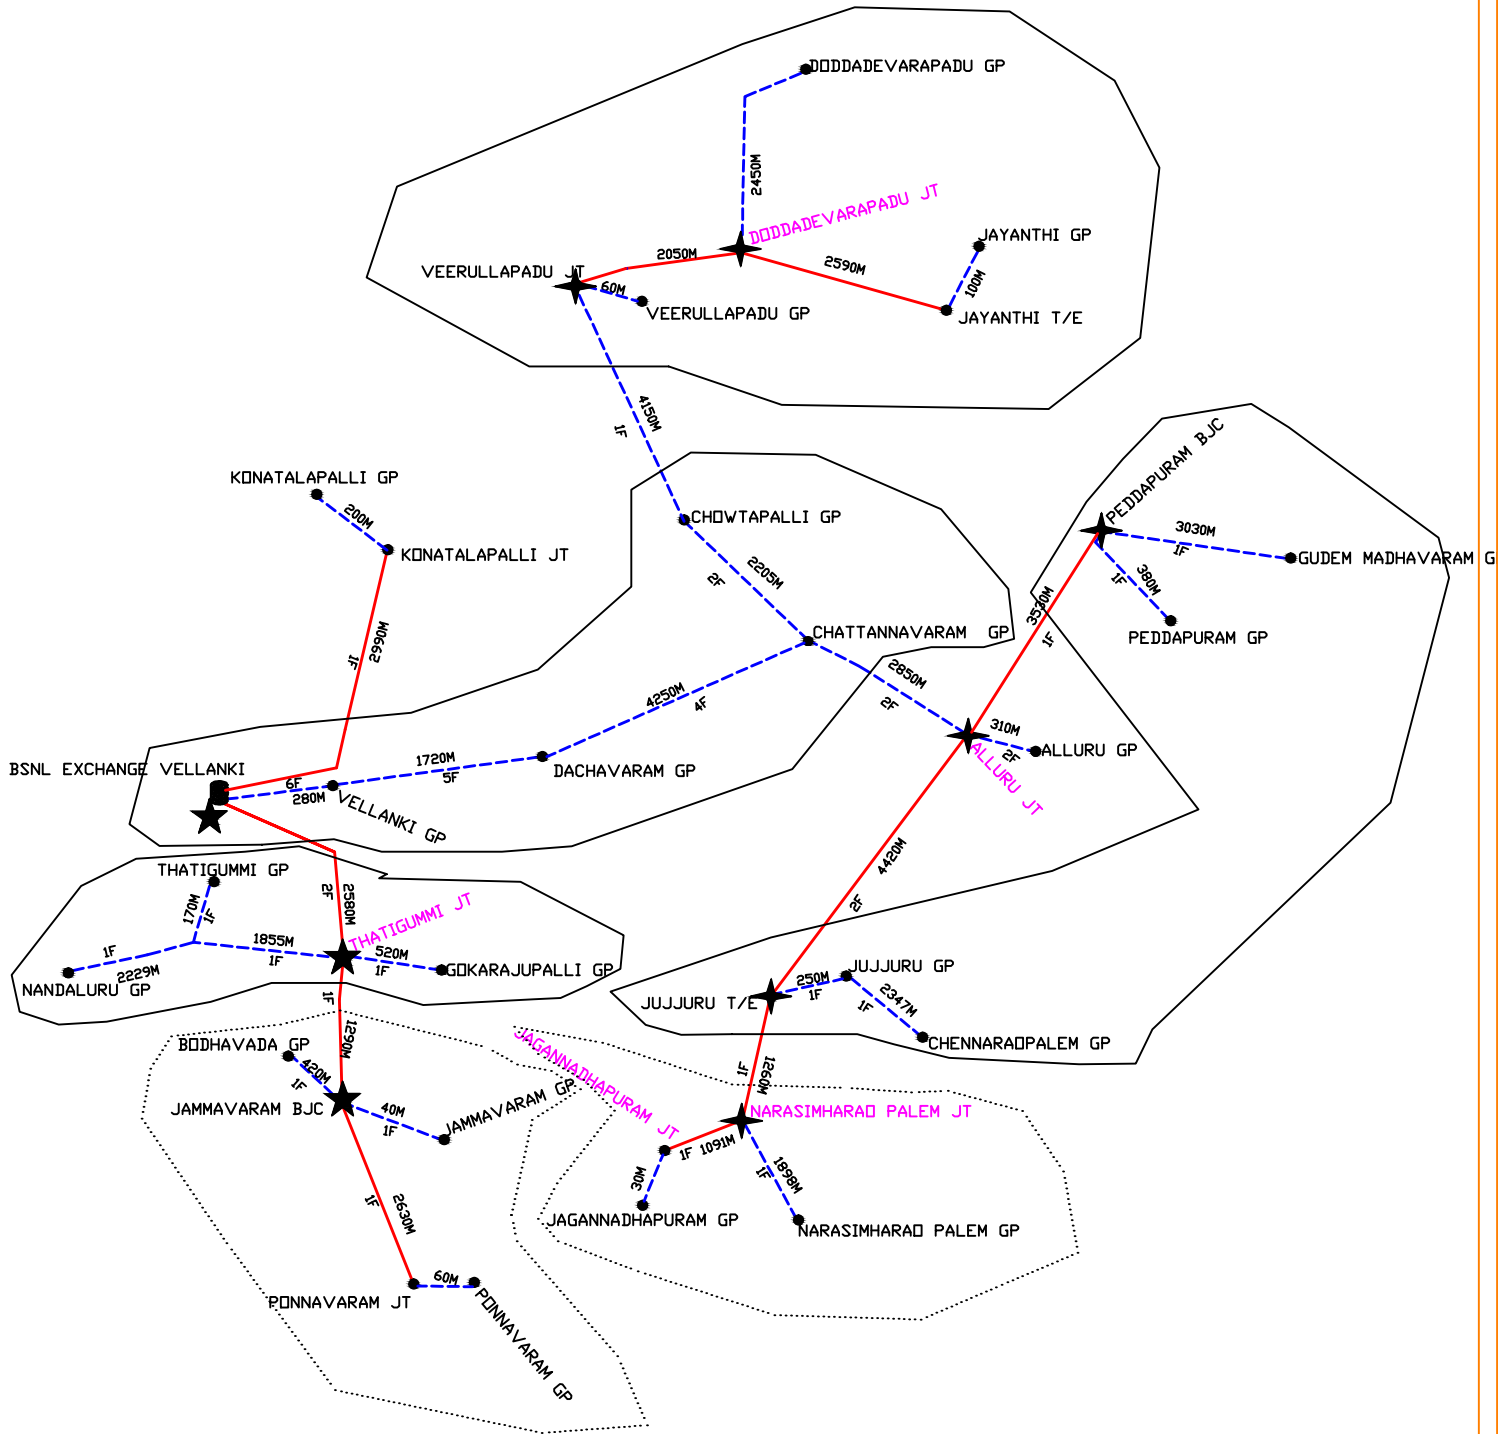 DODDADEVARAPADU GP
2450M
DODDADEVARAPADU JT
JAYANTHI GP
2050M
2590M
VEERULLAPADU JT
60M
100M
VEERULLAPADU GP
JAYANTHI T/E
4150M
1F
PEDDAPURAM BJC
KONATALAPALLI GP
200M
CHOWTAPALLI GP
3030M
1F
GUDEM MADHAVARAM G
KONATALAPALLI JT
2205M
2F
380M
1F
3530M
1F
CHATTANNAVARAM GP
PEDDAPURAM GP
2990M
1F
2850M
2F
4250M
4F
310M
2F
ALLURU GP
ALLURU JT
1720M
5F
BSNL EXCHANGE VELLANKI
DACHAVARAM GP
6F
280M
VELLANKI GP
4420M
2F
THATIGUMMI GP
170M
1F
2580M
2F
THATIGUMMI JT
1F
2229M
1855M
1F
520M
1F
GOKARAJUPALLI GP
NANDALURU GP
JUJJURU GP
250M
1F
2347M
1F
JUJJURU T/E
1F
1290M
CHENNARAOPALEM GP
BODHAVADA GP
420M
1F
JAGANNADHAPURAM JT
1F
1260M
JAMMAVARAM BJC
40M
1F
JAMMAVARAM GP
NARASIMHARAO PALEM JT
1F 1091M
1898M
1F
30M
2630M
1F
JAGANNADHAPURAM GP
NARASIMHARAO PALEM GP
60M
PONNAVARAM JT
PONNAVARAM GP